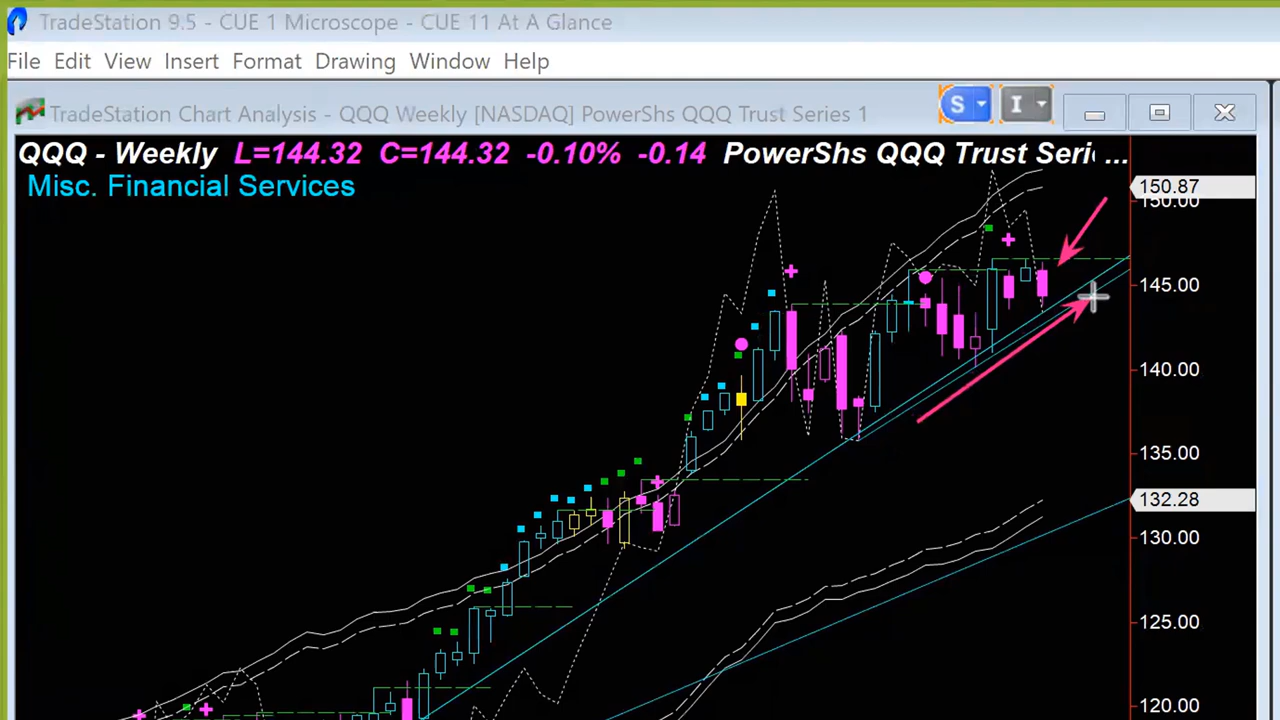 TradeStation 9.5 - CUE 1 Microscope - CUE 11 At A Glance
File Edit View Insert Format Drawing Window Help
TradeStation Chart Analysis - QQQ Weekly [NASDAQ] PowerShs QQQ Trust Series 1
S I
QQQ - Weekly L=144.32 C=144.32 -0.10% -0.14 PowerShs QQQ Trust Seri ...
Misc. Financial Services
150.87
150.00
145.00
140.00
135.00
132.28
130.00
125.00
120.00